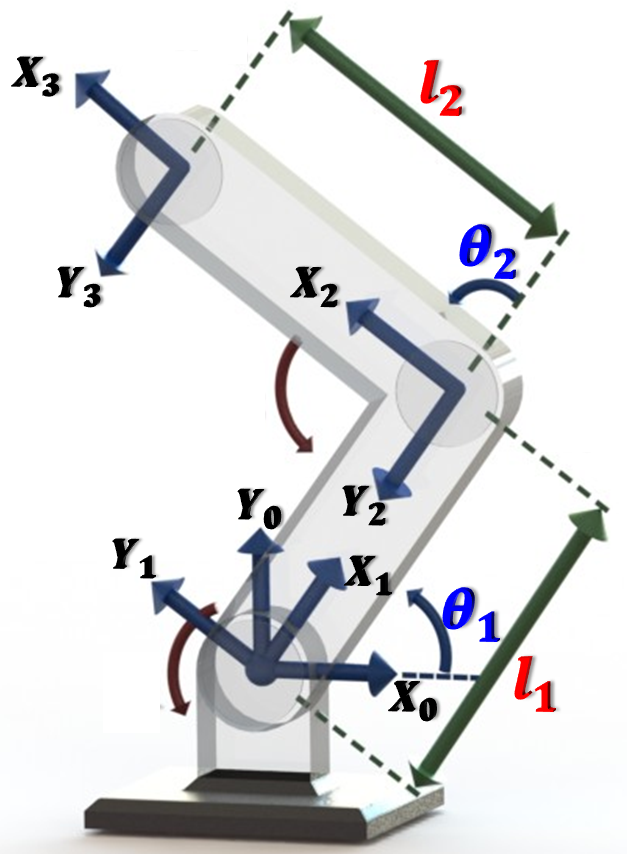 X₃
l₂
θ₂
Y₃
X₂
Y₂
Y₀
Y₁
X₁
θ₁
l₁
X₀